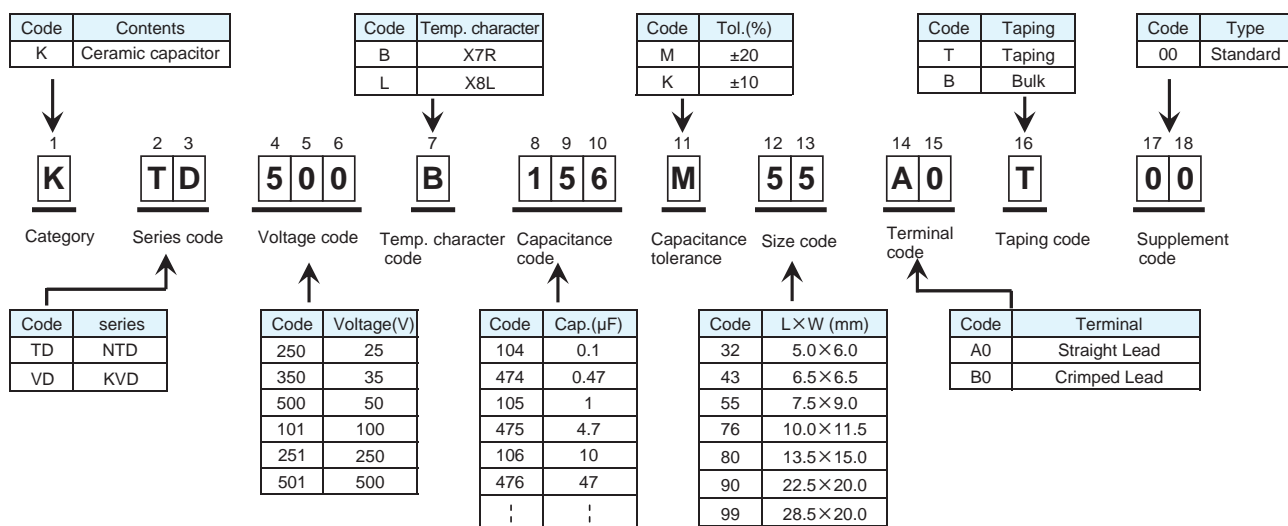 Code Contents
K Ceramic capacitor
Code Temp. character
B X7R
L X8L
Code Tol.(%)
M ±20
K ±10
Code Taping
T Taping
B Bulk
Code Type
00 Standard
1 2 3 4 5 6 7 8 9 10 11 12 13 14 15 16 17 18
K T D 5 0 0 B 1 5 6 M 5 5 A 0 T 0 0
Category
Series code
Voltage code
Temp. character
code
Capacitance
code
Capacitance
tolerance
Size code
Terminal
code
Taping code
Supplement
code
Code series
TD NTD
VD KVD
Code Voltage(V)
250 25
350 35
500 50
101 100
251 250
501 500
Code Cap.(µF)
104 0.1
474 0.47
105 1
475 4.7
106 10
476 47
Code L×W (mm)
32 5.0×6.0
43 6.5×6.5
55 7.5×9.0
76 10.0×11.5
80 13.5×15.0
90 22.5×20.0
99 28.5×20.0
Code Terminal
A0 Straight Lead
B0 Crimped Lead